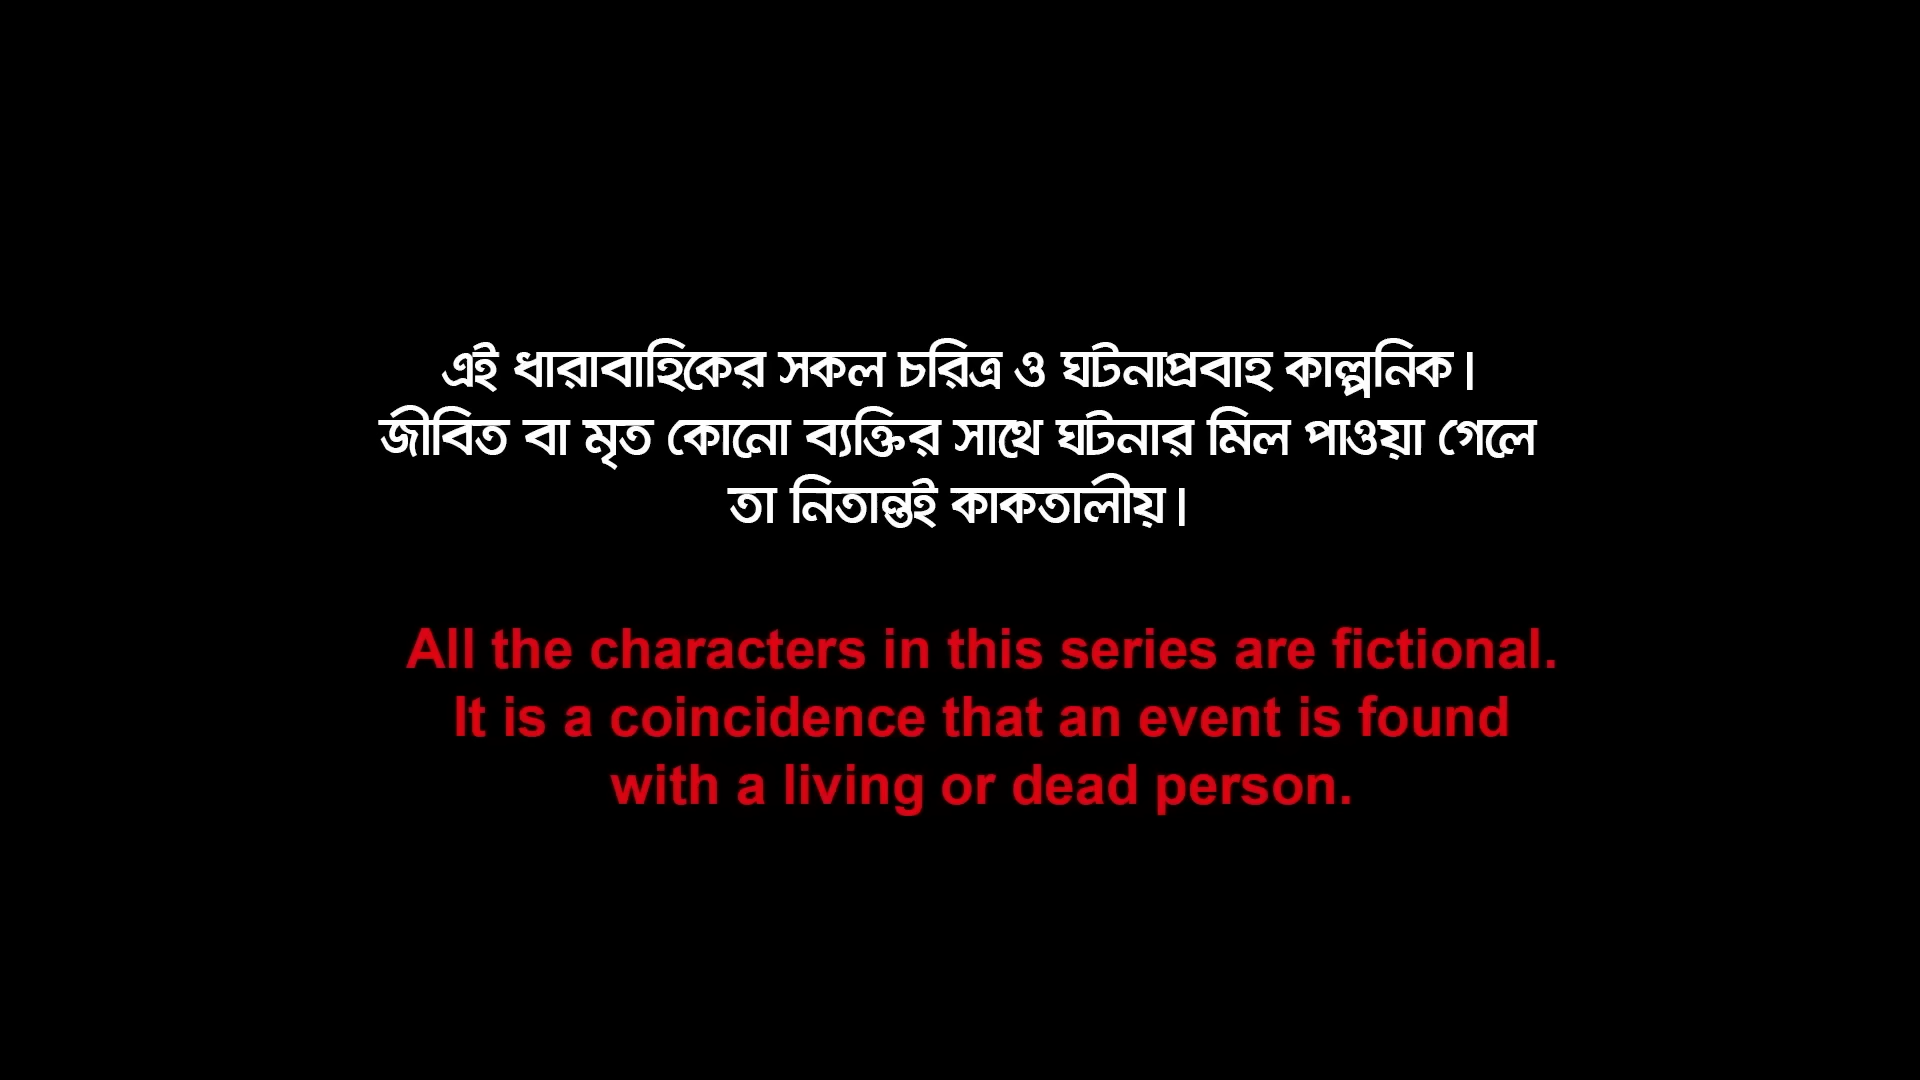 এই ধারাবাহিকের সকল চরিত্র ও ঘটনাপ্রবাহ কাল্পনিক।
জীবিত বা মৃত কোনো ব্যক্তির সাথে ঘটনার মিল পাওয়া গেলে
তা নিতান্তই কাকতালীয়।
All the characters in this series are fictional.
It is a coincidence that an event is found
with a living or dead person.